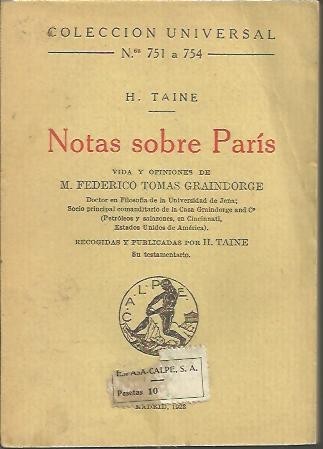 COLECCION UNIVERSAL
N.os 751 a 754
H. TAINE
Notas sobre París
VIDA Y OPINIONES DE
M. FEDERICO TOMAS GRAINDORGE
Doctor en Filosofía de la Universidad de Jena;
Socio principal comanditario de la Casa Graindorge and Cª
(Petróleos y salazones, en Cincinnati,
Estados Unidos de América).
RECOGIDAS Y PUBLICADAS POR H. TAINE
Su testamentario.
CALPE
ESPASA-CALPE, S. A.
Pesetas 10
MADRID, 1928